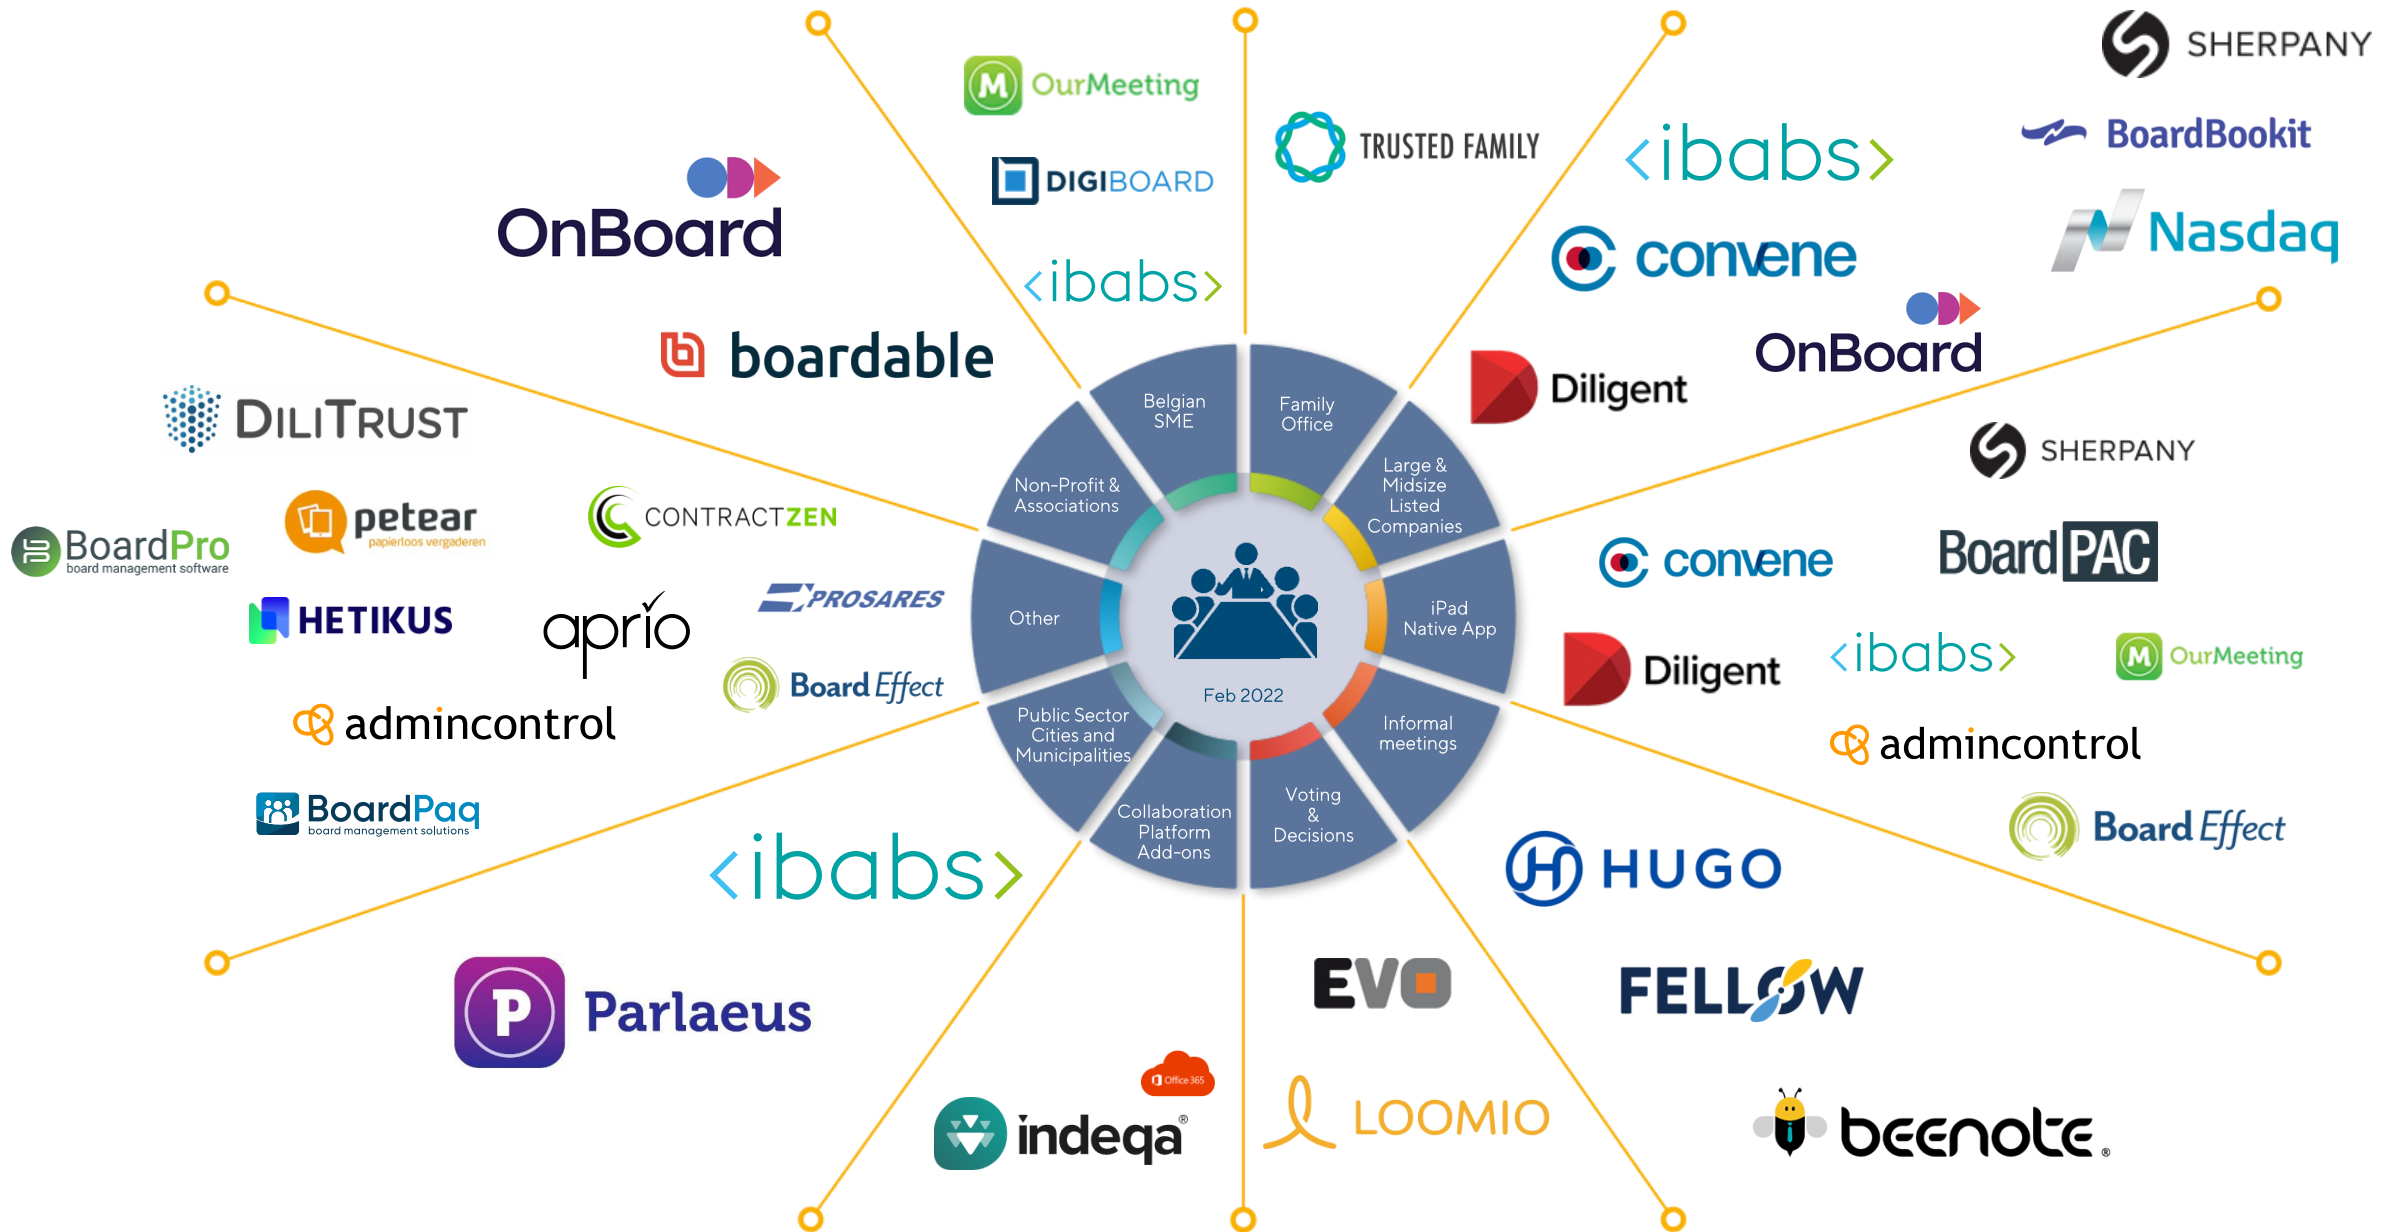 SHERPANY
OurMeeting
BoardBookit
TRUSTED FAMILY
<ibabs>
DIGIBOARD
OnBoard
Nasdaq
convene
<ibabs>
OnBoard
boardable
Diligent
Belgian
SME
Family
Office
DILITRUST
SHERPANY
Large &
Midsize
Listed
Companies
Non-Profit &
Associations
petear
papierloos vergaderen
CONTRACTZEN
BoardPro
board management software
BoardPAC
convene
PROSARES
HETIKUS
aprio
Other
iPad
Native App
<ibabs>
OurMeeting
Diligent
BoardEffect
Feb 2022
admincontrol
Public Sector
Cities and
Municipalities
Informal
meetings
admincontrol
BoardPaq
board management solutions
Collaboration
Platform
Add-ons
Voting
&
Decisions
BoardEffect
<ibabs>
HUGO
EVO
FELLOW
P Parlaeus
Office 365
indeqa®
LOOMIO
beenote®